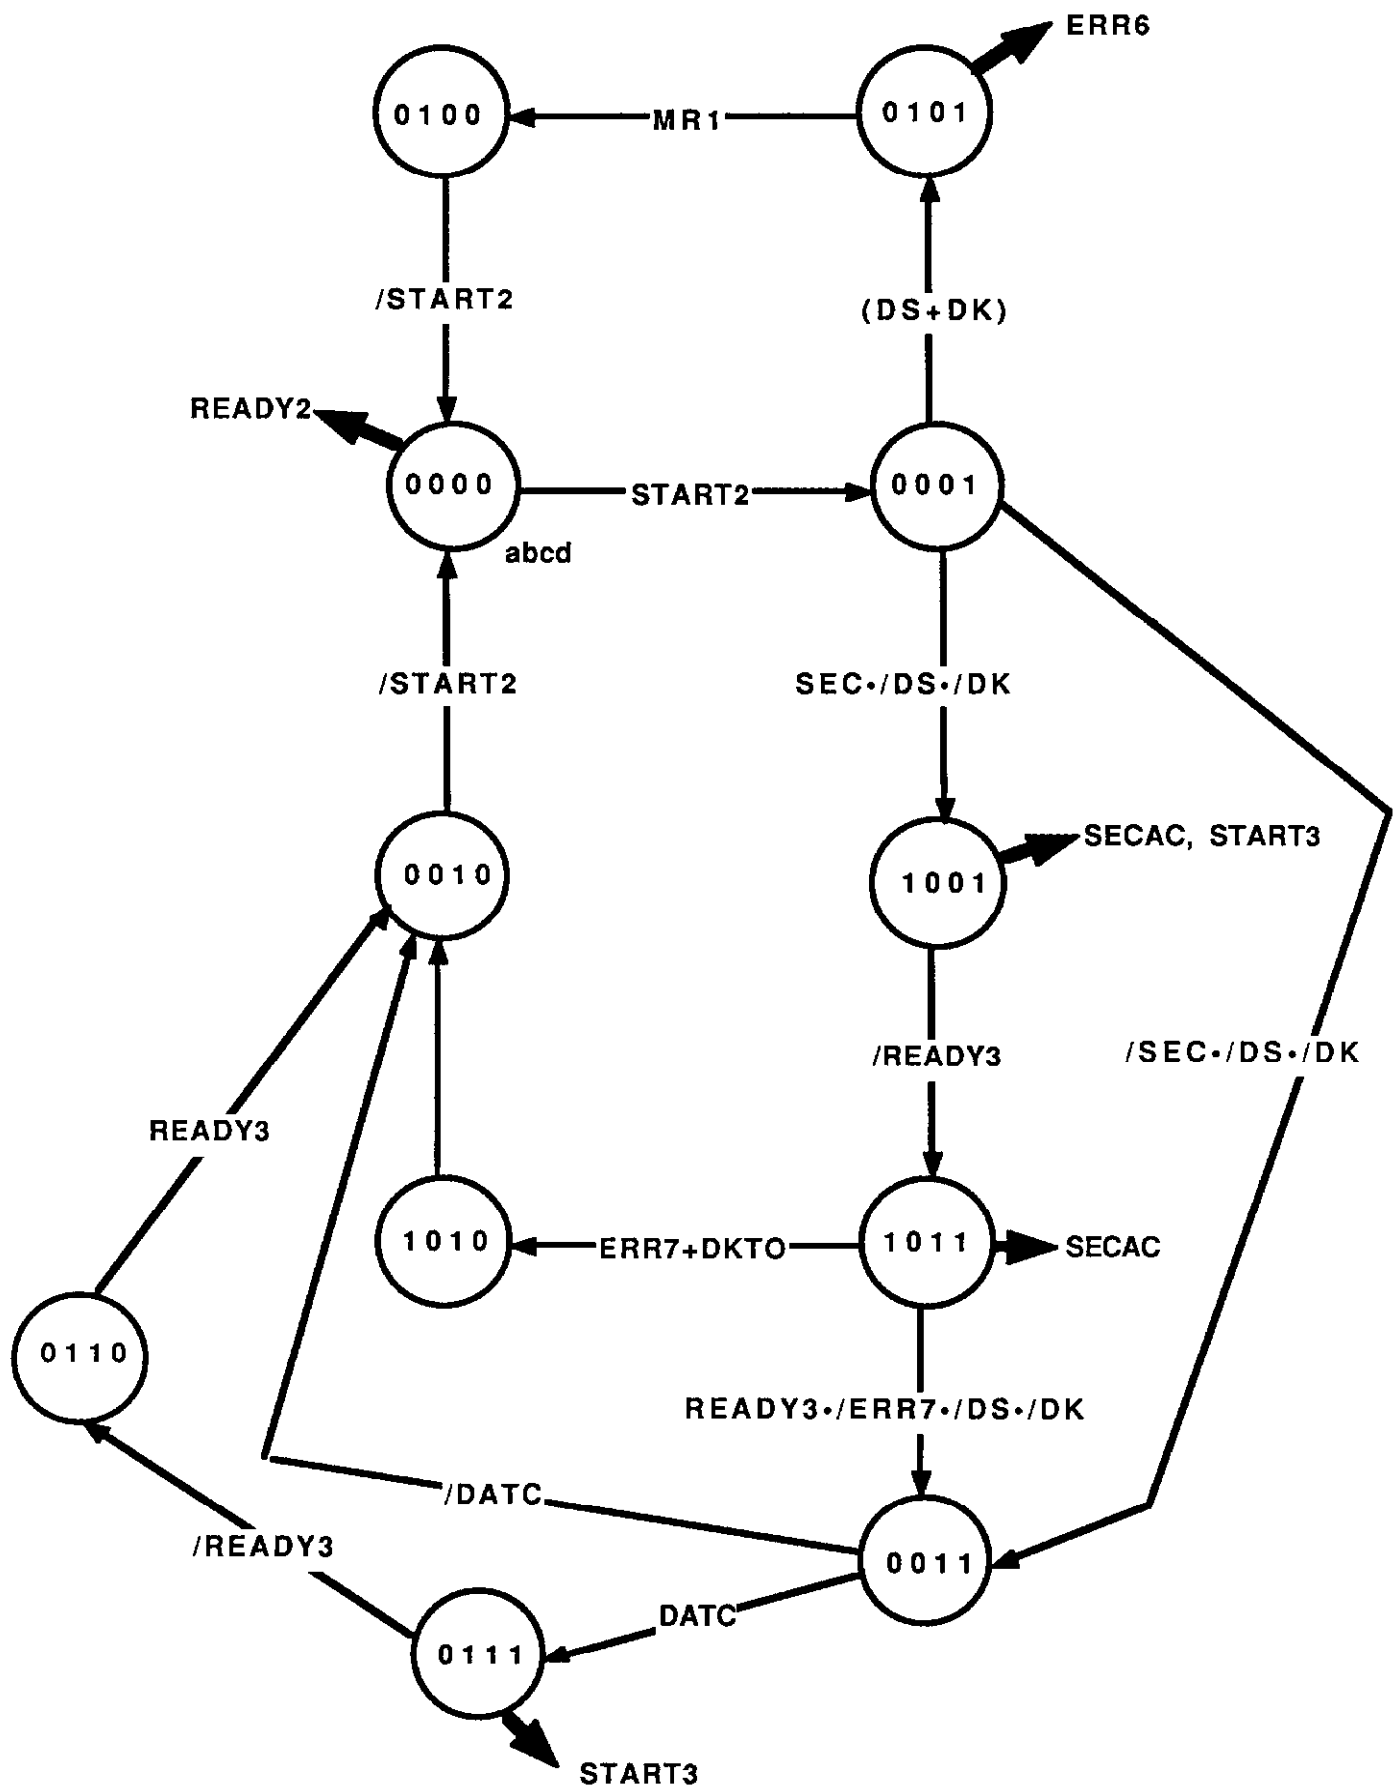 ERR6
0100
MR1
0101
/START2
(DS+DK)
READY2
0000
START2
0001
abcd
/START2
SEC•/DS•/DK
SECAC, START3
0010
1001
/READY3
/SEC•/DS•/DK
READY3
1010
ERR7+DKTO
1011
SECAC
0110
READY3•/ERR7•/DS•/DK
/DATC
/READY3
0011
DATC
0111
START3